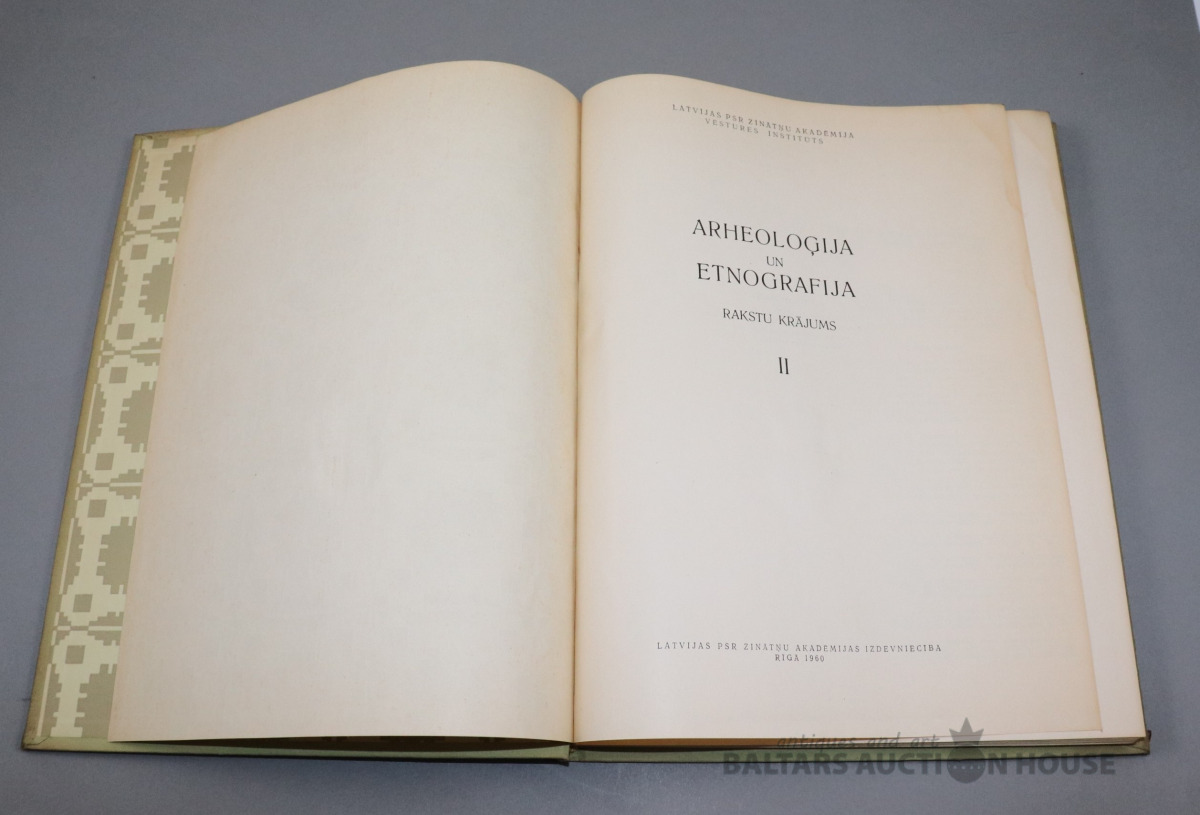 LATVIJAS PSR ZINĀTŅU AKADĒMIJA
VĒSTURES INSTITŪTS
ARHEOLOĢIJA
UN
ETNOGRAFIJA
RAKSTU KRĀJUMS
II
LATVIJAS PSR ZINĀTŅU AKADĒMIJAS IZDEVNIECĪBA
RĪGĀ 1960
antiques and art
BALTARS AUCTION HOUSE